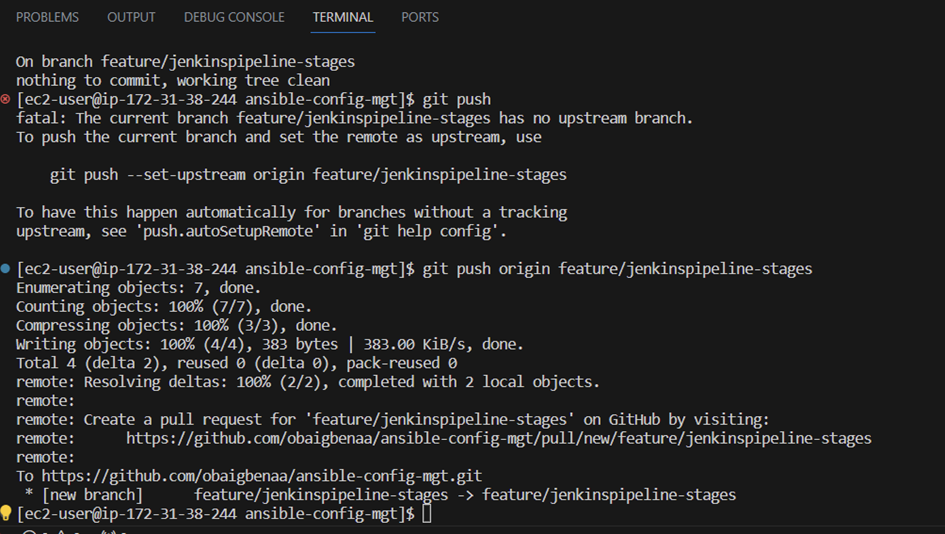 PROBLEMS OUTPUT DEBUG CONSOLE TERMINAL PORTS
On branch feature/jenkinspipeline-stages
nothing to commit, working tree clean
[ec2-user@ip-172-31-38-244 ansible-config-mgt]$ git push
fatal: The current branch feature/jenkinspipeline-stages has no upstream branch.
To push the current branch and set the remote as upstream, use
    git push --set-upstream origin feature/jenkinspipeline-stages
To have this happen automatically for branches without a tracking
upstream, see 'push.autoSetupRemote' in 'git help config'.
[ec2-user@ip-172-31-38-244 ansible-config-mgt]$ git push origin feature/jenkinspipeline-stages
Enumerating objects: 7, done.
Counting objects: 100% (7/7), done.
Compressing objects: 100% (3/3), done.
Writing objects: 100% (4/4), 383 bytes | 383.00 KiB/s, done.
Total 4 (delta 2), reused 0 (delta 0), pack-reused 0
remote: Resolving deltas: 100% (2/2), completed with 2 local objects.
remote:
remote: Create a pull request for 'feature/jenkinspipeline-stages' on GitHub by visiting:
remote:      https://github.com/obaigbenaa/ansible-config-mgt/pull/new/feature/jenkinspipeline-stages
remote:
To https://github.com/obaigbenaa/ansible-config-mgt.git
 * [new branch]      feature/jenkinspipeline-stages -> feature/jenkinspipeline-stages
[ec2-user@ip-172-31-38-244 ansible-config-mgt]$